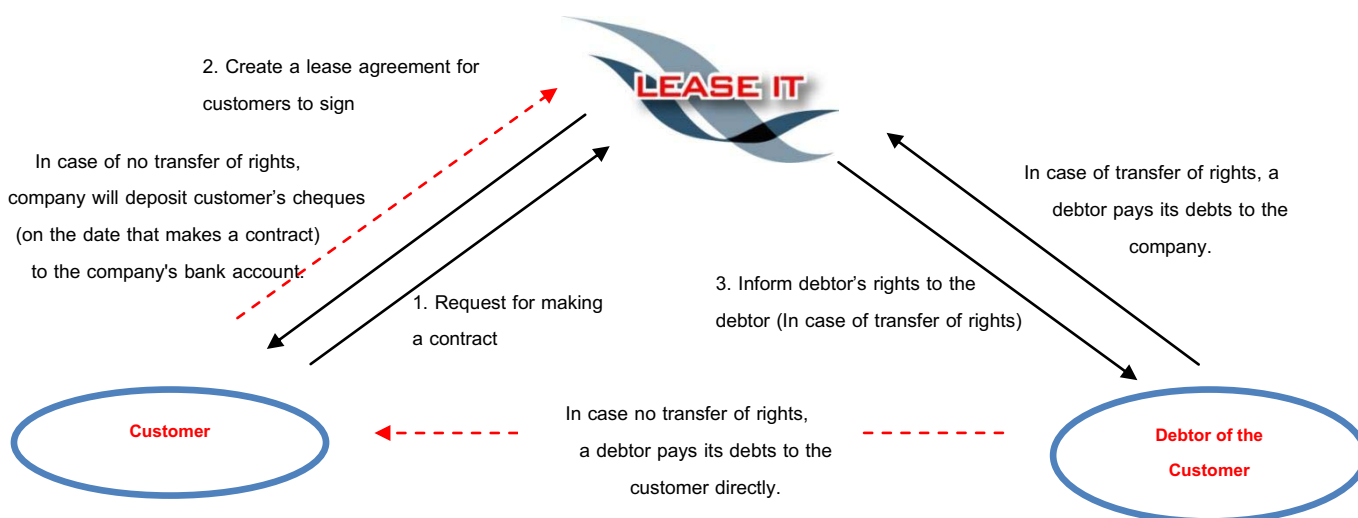 LEASE IT
2. Create a lease agreement for
customers to sign
In case of no transfer of rights,
company will deposit customer's cheques
(on the date that makes a contract)
to the company's bank account.
In case of transfer of rights, a
debtor pays its debts to the
company.
1. Request for making
a contract
3. Inform debtor's rights to the
debtor (In case of transfer of rights)
Customer
In case no transfer of rights,
a debtor pays its debts to the
customer directly.
Debtor of the
Customer